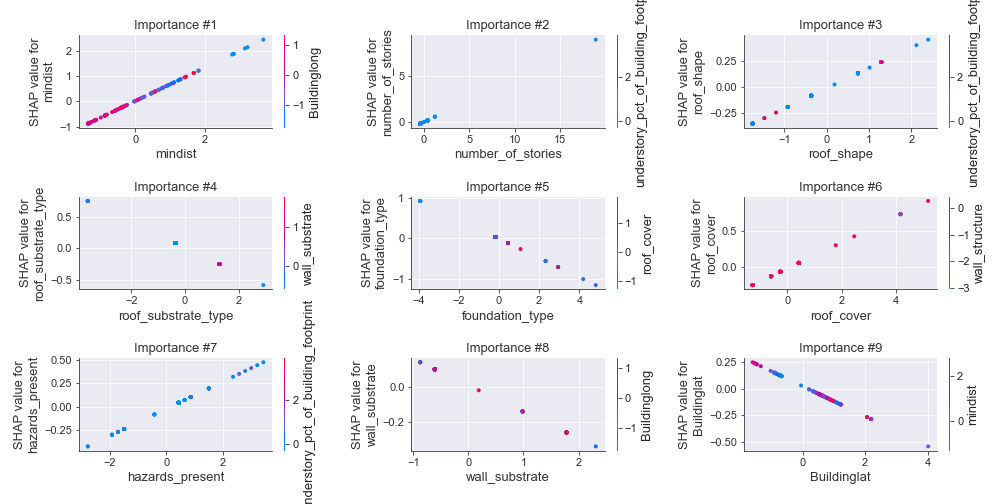 Importance #1
SHAP value for
mindist
2
1
0
−1
0
2
mindist
1
0
−1
Buildinglong
Importance #2
SHAP value for
number_of_stories
5
0
0
5
10
15
number_of_stories
2
0
understory_pct_of_building_footpr
Importance #3
SHAP value for
roof_shape
0.25
0.00
−0.25
−1
0
1
2
roof_shape
2
0
understory_pct_of_building_footp
Importance #4
SHAP value for
roof_substrate_type
0.5
0.0
−0.5
−2
0
2
roof_substrate_type
1
0
wall_substrate
Importance #5
SHAP value for
foundation_type
1
0
−1
−4
−2
0
2
4
foundation_type
1
0
−1
roof_cover
Importance #6
SHAP value for
roof_cover
0.5
0.0
0
2
4
roof_cover
0
−1
−2
−3
wall_structure
Importance #7
SHAP value for
hazards_present
0.50
0.25
0.00
−0.25
−2
0
2
hazards_present
2
0
understory_pct_of_building_footprint
Importance #8
SHAP value for
wall_substrate
0.0
−0.2
−1
0
1
2
wall_substrate
1
0
−1
Buildinglong
Importance #9
SHAP value for
Buildinglat
0.25
0.00
−0.25
−0.50
0
2
4
Buildinglat
2
0
mindist